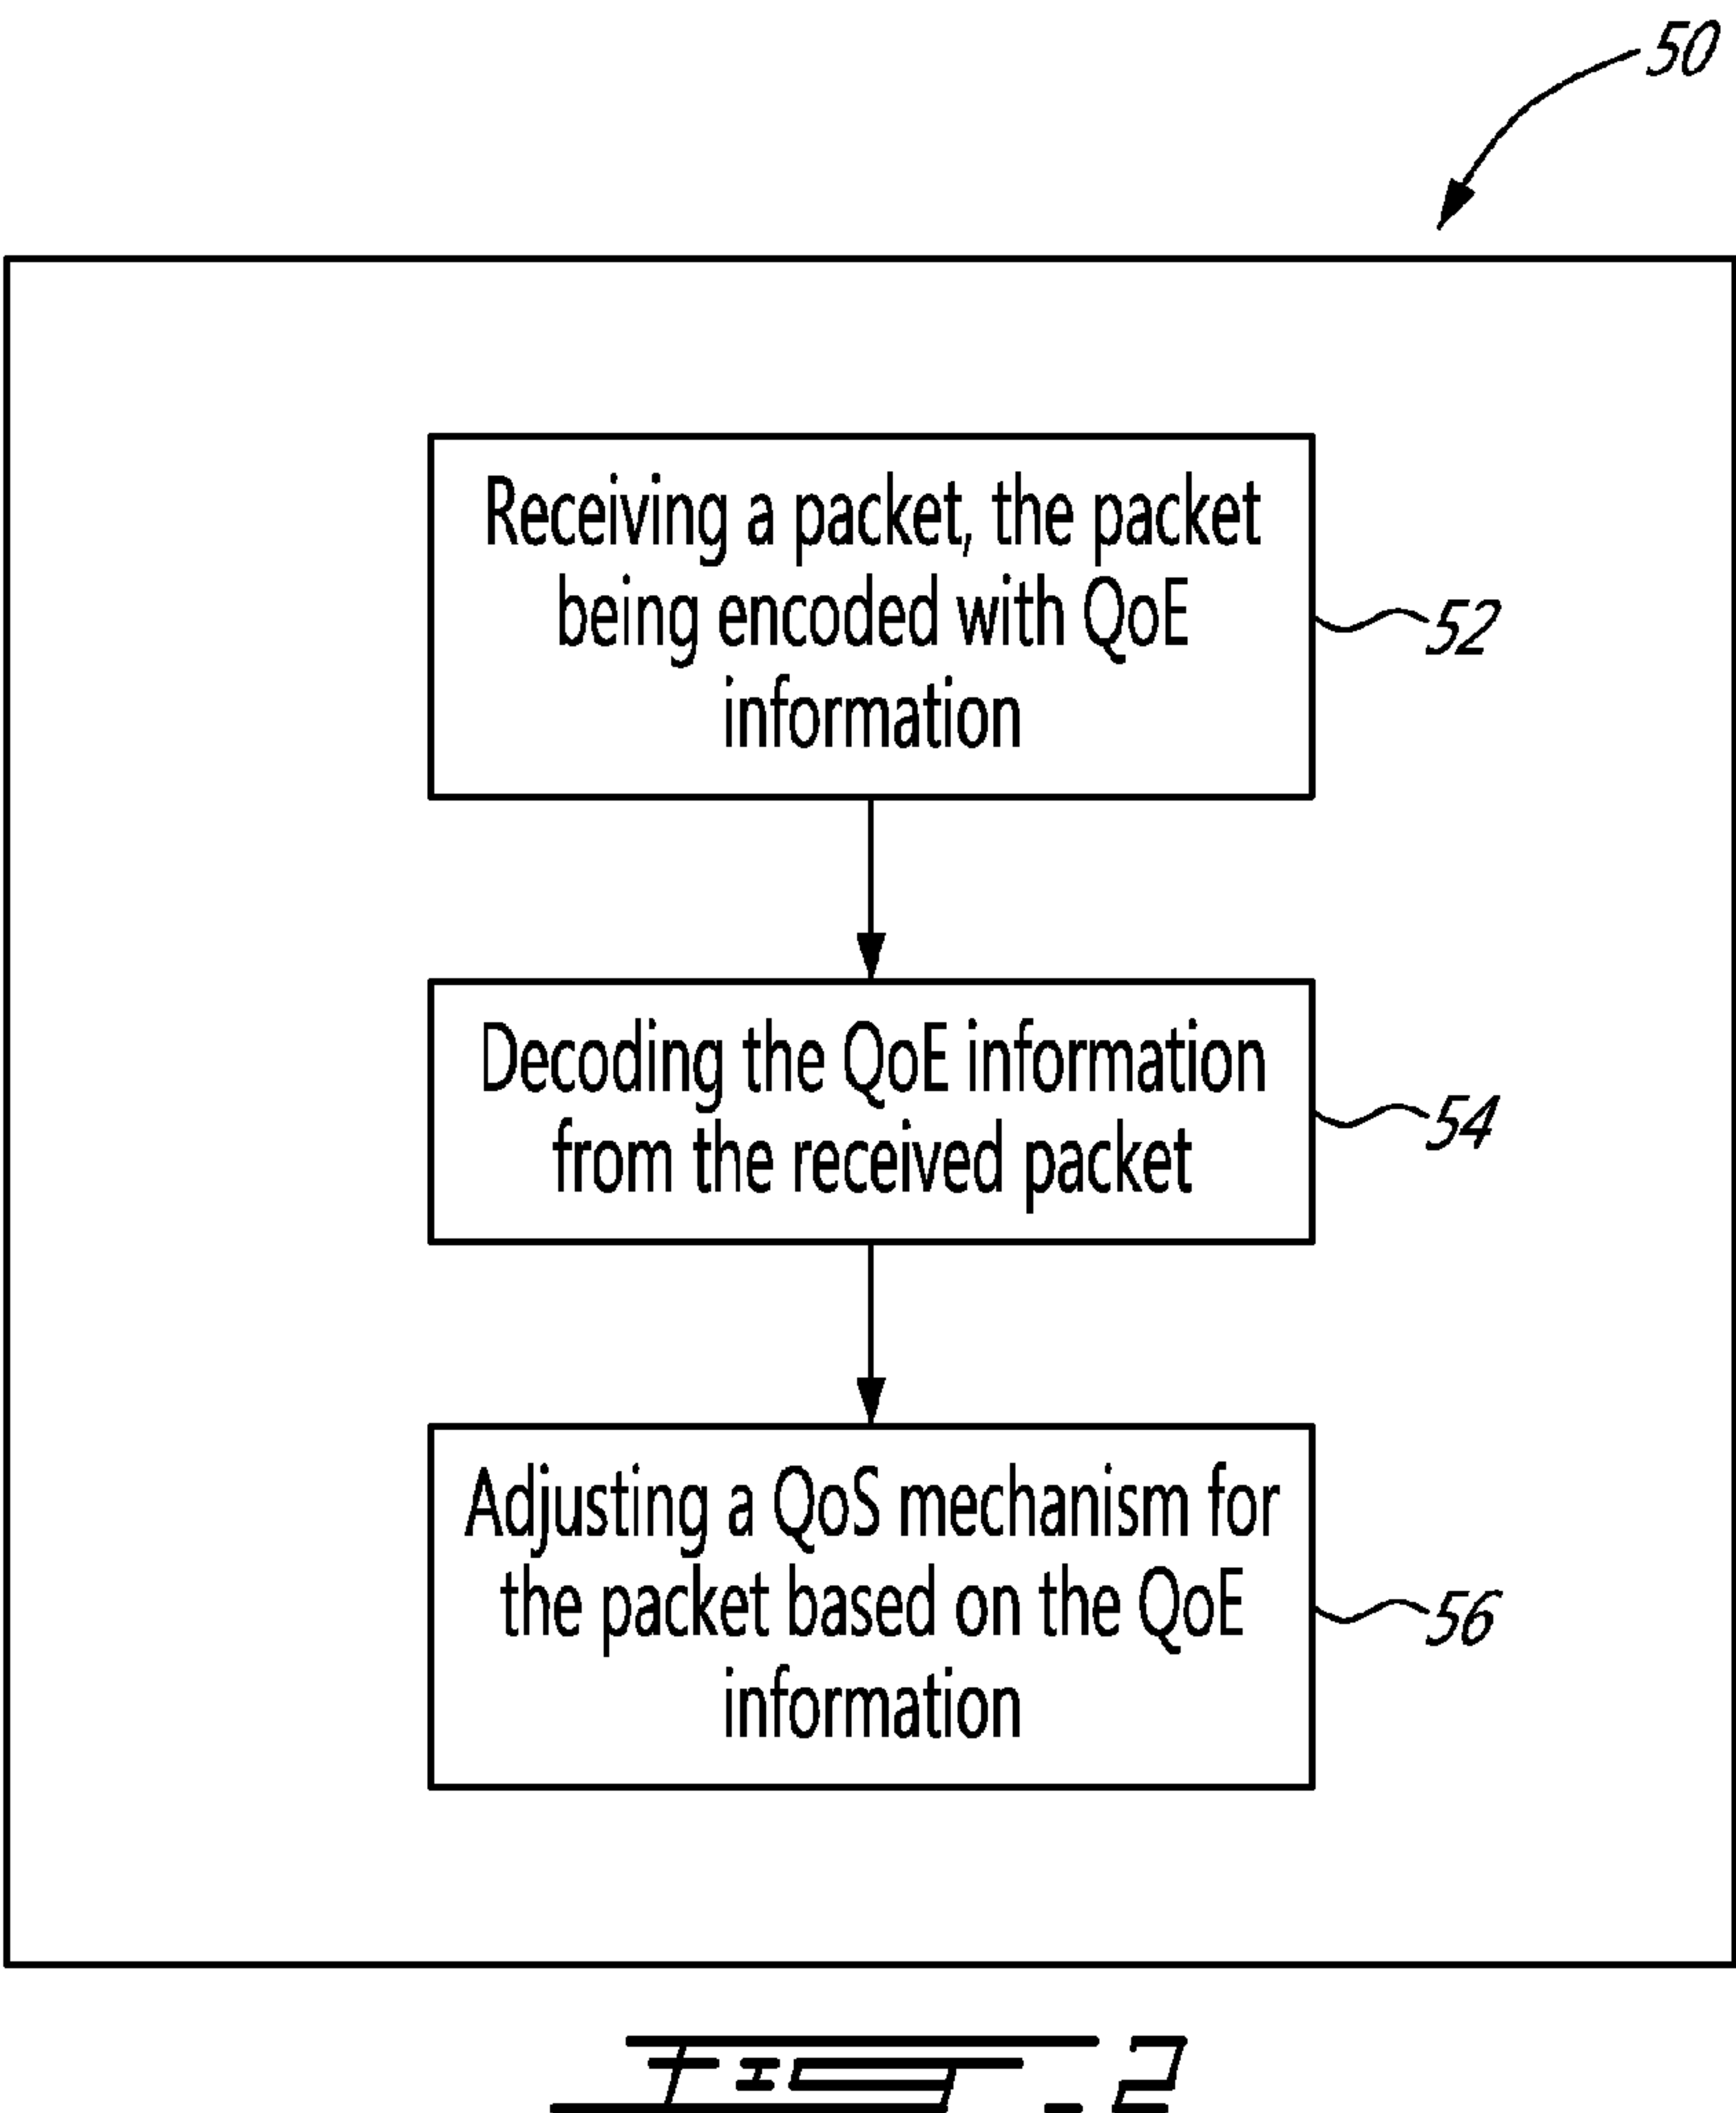 50
Receiving a packet, the packet
being encoded with QoE
information
52
Decoding the QoE information
from the received packet
54
Adjusting a QoS mechanism for
the packet based on the QoE
information
56
Fig. 2